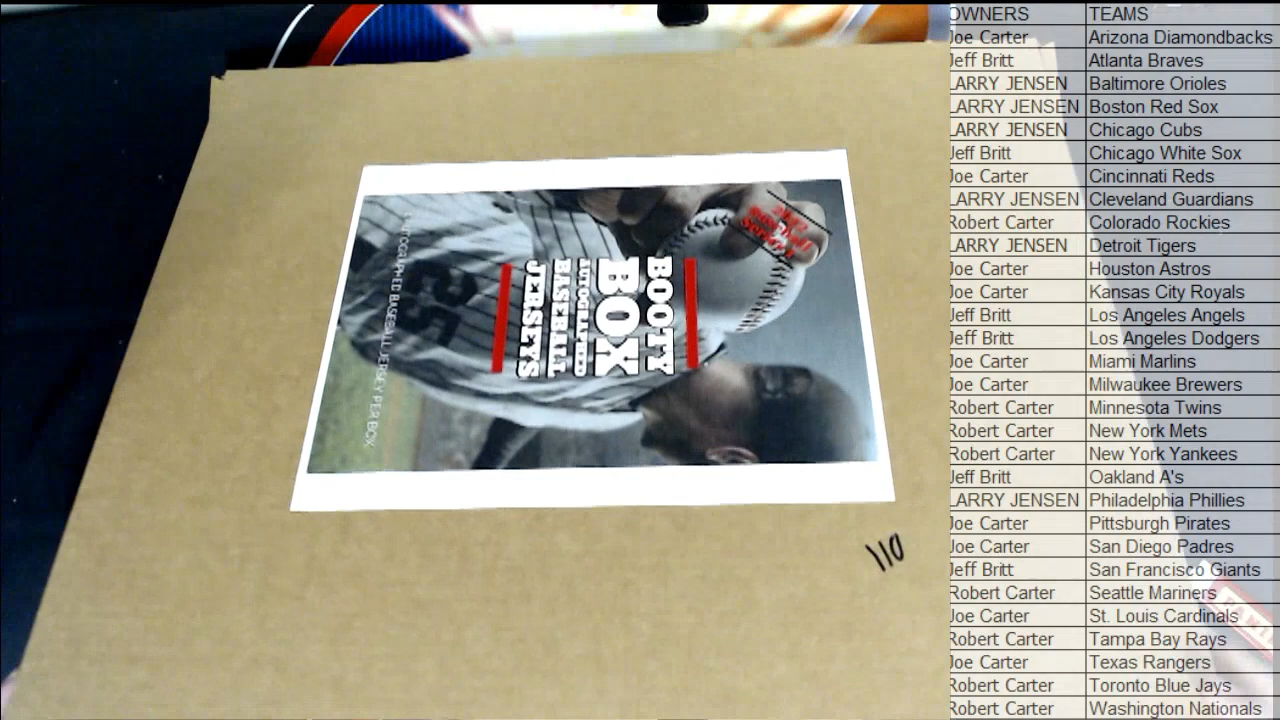 OWNERS TEAMS
Joe Carter Arizona Diamondbacks
Jeff Britt Atlanta Braves
LARRY JENSEN Baltimore Orioles
LARRY JENSEN Boston Red Sox
LARRY JENSEN Chicago Cubs
Jeff Britt Chicago White Sox
Joe Carter Cincinnati Reds
LARRY JENSEN Cleveland Guardians
Robert Carter Colorado Rockies
LARRY JENSEN Detroit Tigers
Joe Carter Houston Astros
Joe Carter Kansas City Royals
Jeff Britt Los Angeles Angels
Jeff Britt Los Angeles Dodgers
Joe Carter Miami Marlins
Joe Carter Milwaukee Brewers
Robert Carter Minnesota Twins
Robert Carter New York Mets
Robert Carter New York Yankees
Jeff Britt Oakland A's
LARRY JENSEN Philadelphia Phillies
Joe Carter Pittsburgh Pirates
Joe Carter San Diego Padres
Jeff Britt San Francisco Giants
Robert Carter Seattle Mariners
Joe Carter St. Louis Cardinals
Robert Carter Tampa Bay Rays
Joe Carter Texas Rangers
Robert Carter Toronto Blue Jays
Robert Carter Washington Nationals
2022
Baseball
BOOTY
BOX
AUTOGRAPHED
BASEBALL
JERSEYS
AUTOGRAPHED BASEBALL JERSEY PER BOX
110